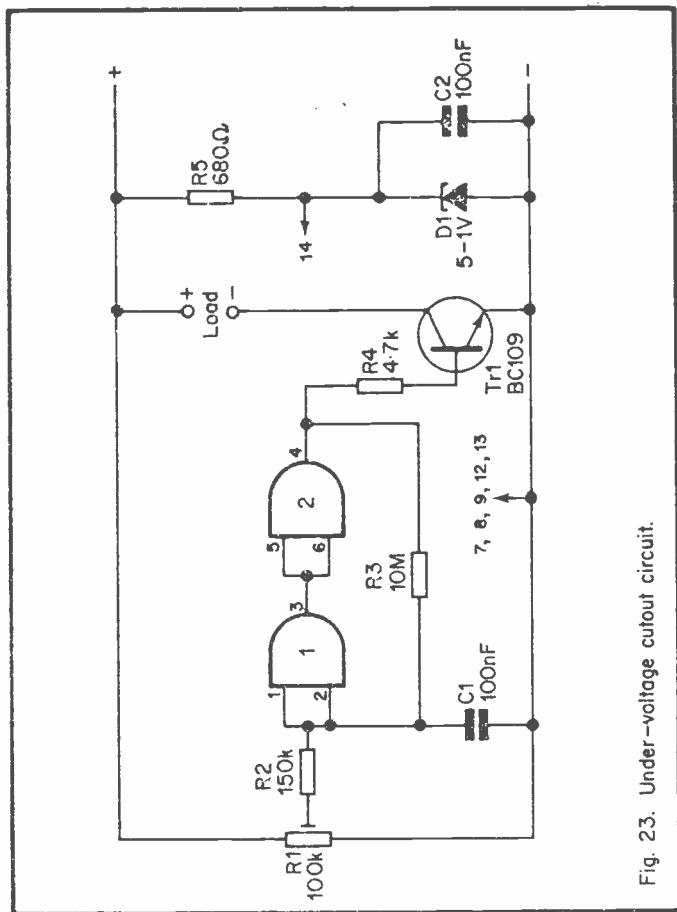 +
R1
100k
R2
150k
1
2
1
3
5
6
2
4
R3
10M
C1
100nF
R4
4·7k
+
Load
−
Tr1
BC109
R5
680Ω
14
D1
5–1V
C2
100nF
7, 8, 9, 12, 13
−
Fig. 23. Under–voltage cutout circuit.